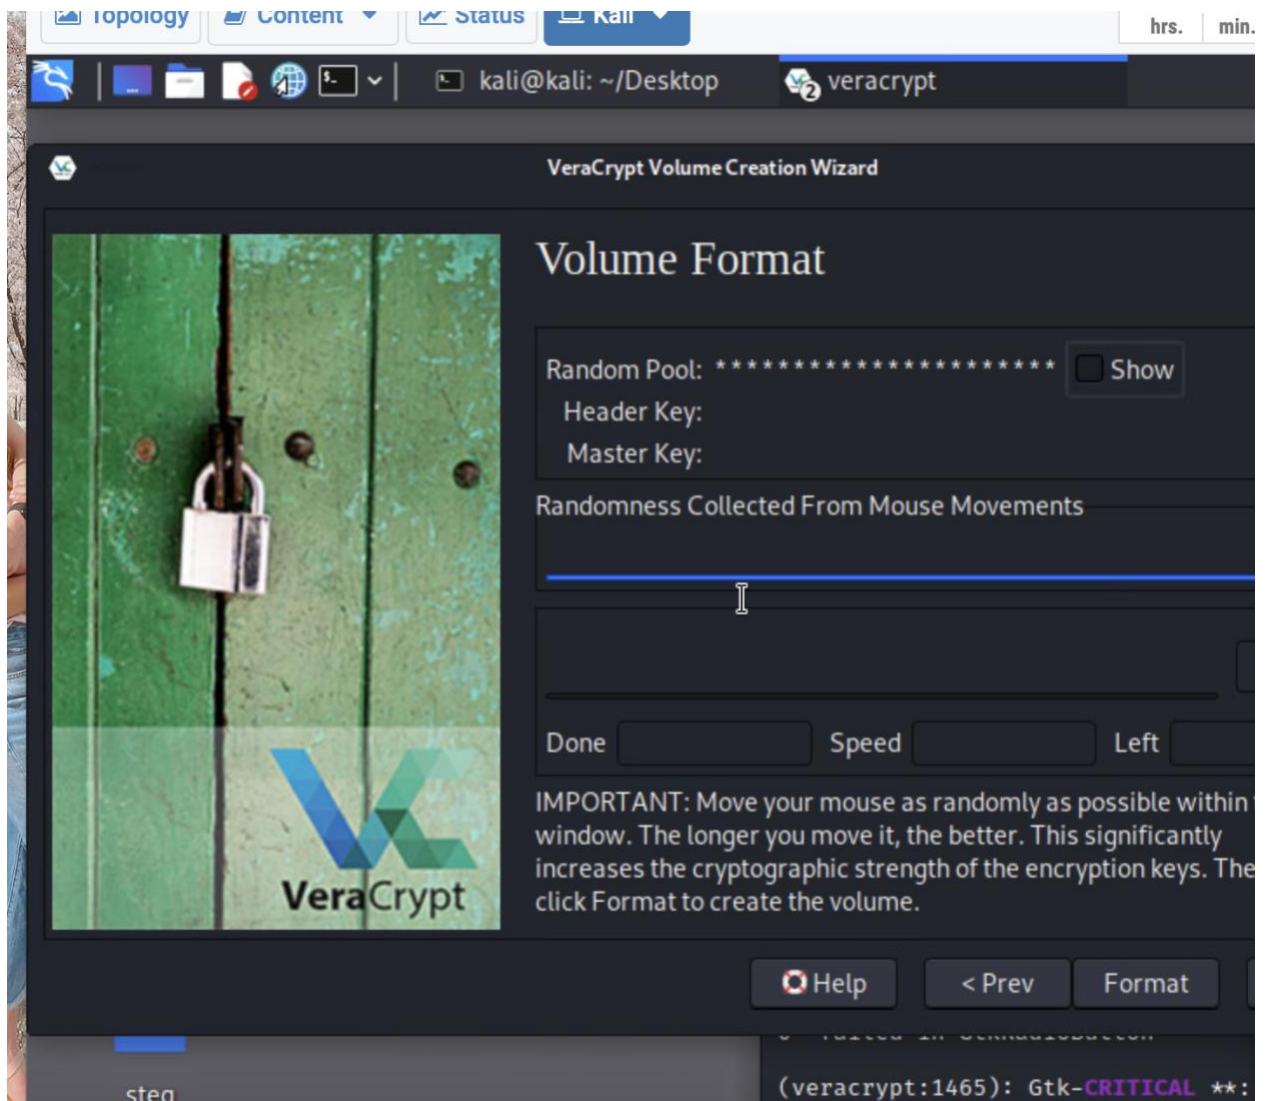 Topology
Content
Status
Kali
hrs.
min.
kali@kali: ~/Desktop
2
veracrypt
VeraCrypt Volume Creation Wizard
Volume Format
Random Pool: * * * * * * * * * * * * * * * * * * * * * *
Show
Header Key:
Master Key:
Randomness Collected From Mouse Movements
Done
Speed
Left
IMPORTANT: Move your mouse as randomly as possible within
window. The longer you move it, the better. This significantly
increases the cryptographic strength of the encryption keys. The
click Format to create the volume.
VeraCrypt
Help
< Prev
Format
steg
(veracrypt:1465): Gtk-CRITICAL **: